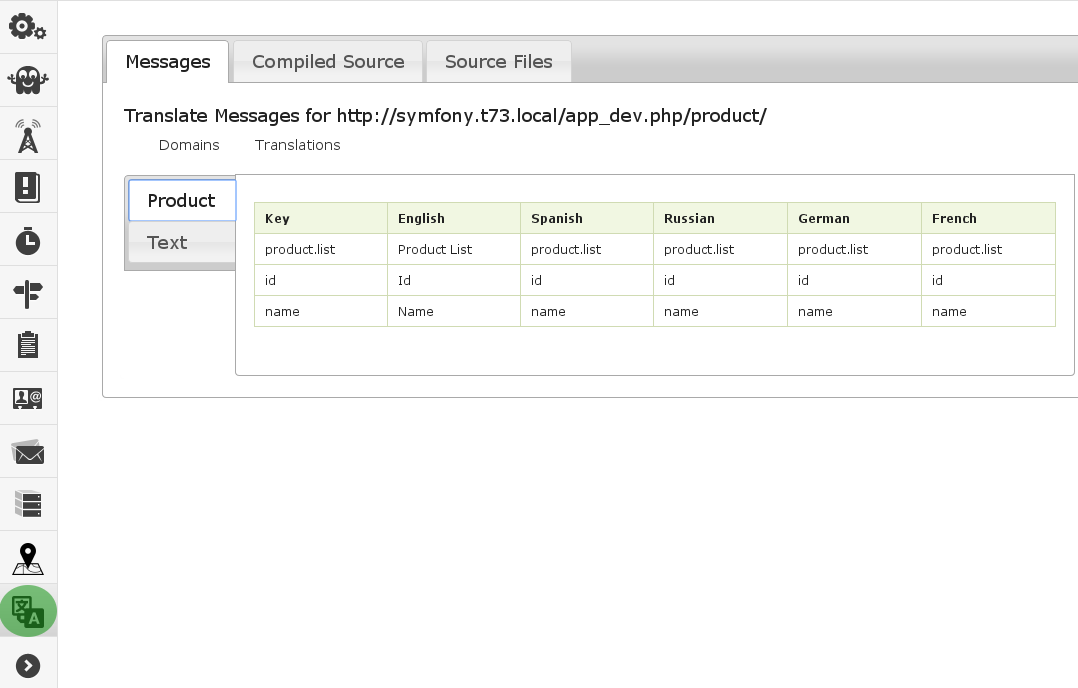 Messages Compiled Source Source Files
Translate Messages for http://symfony.t73.local/app_dev.php/product/
Domains Translations
Product
Text
Key English Spanish Russian German French
product.list Product List product.list product.list product.list product.list
id Id id id id id
name Name name name name name
@
文A